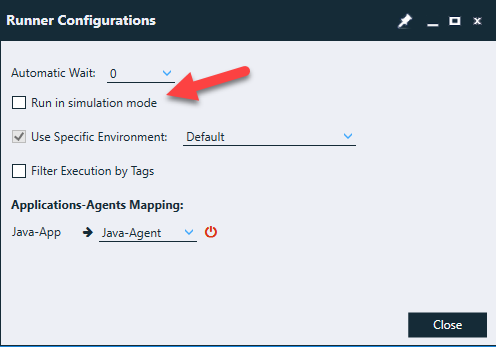 Runner Configurations
Automatic Wait: 0
Run in simulation mode
Use Specific Environment: Default
Filter Execution by Tags
Applications-Agents Mapping:
Java-App Java-Agent
Close